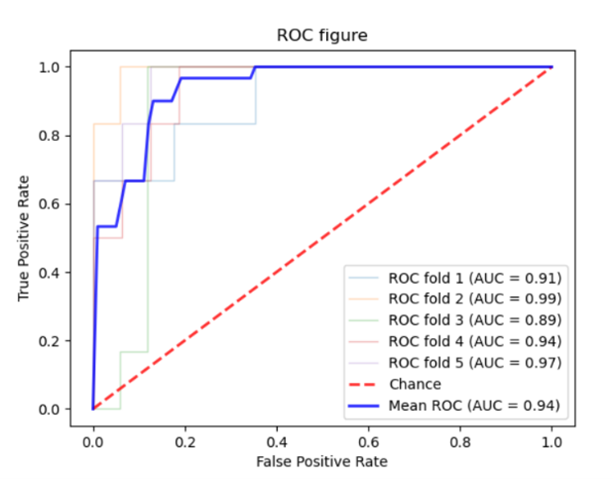 ROC figure
True Positive Rate
1.0
0.8
0.6
0.4
0.2
0.0
ROC fold 1 (AUC = 0.91)
ROC fold 2 (AUC = 0.99)
ROC fold 3 (AUC = 0.89)
ROC fold 4 (AUC = 0.94)
ROC fold 5 (AUC = 0.97)
Chance
Mean ROC (AUC = 0.94)
0.0 0.2 0.4 0.6 0.8 1.0
False Positive Rate